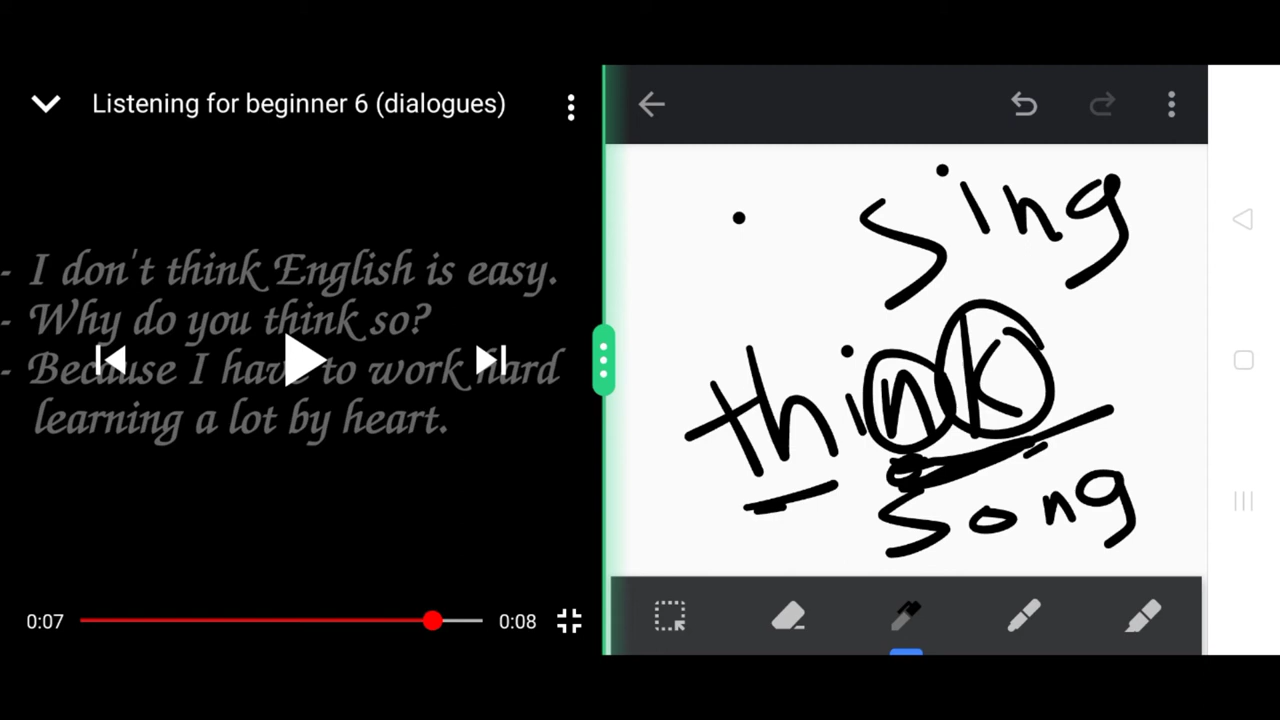 Listening for beginner 6 (dialogues)
- I don't think English is easy.
- Why do you think so?
- Because I have to work hard
learning a lot by heart.
0:07
0:08
sing
think
song